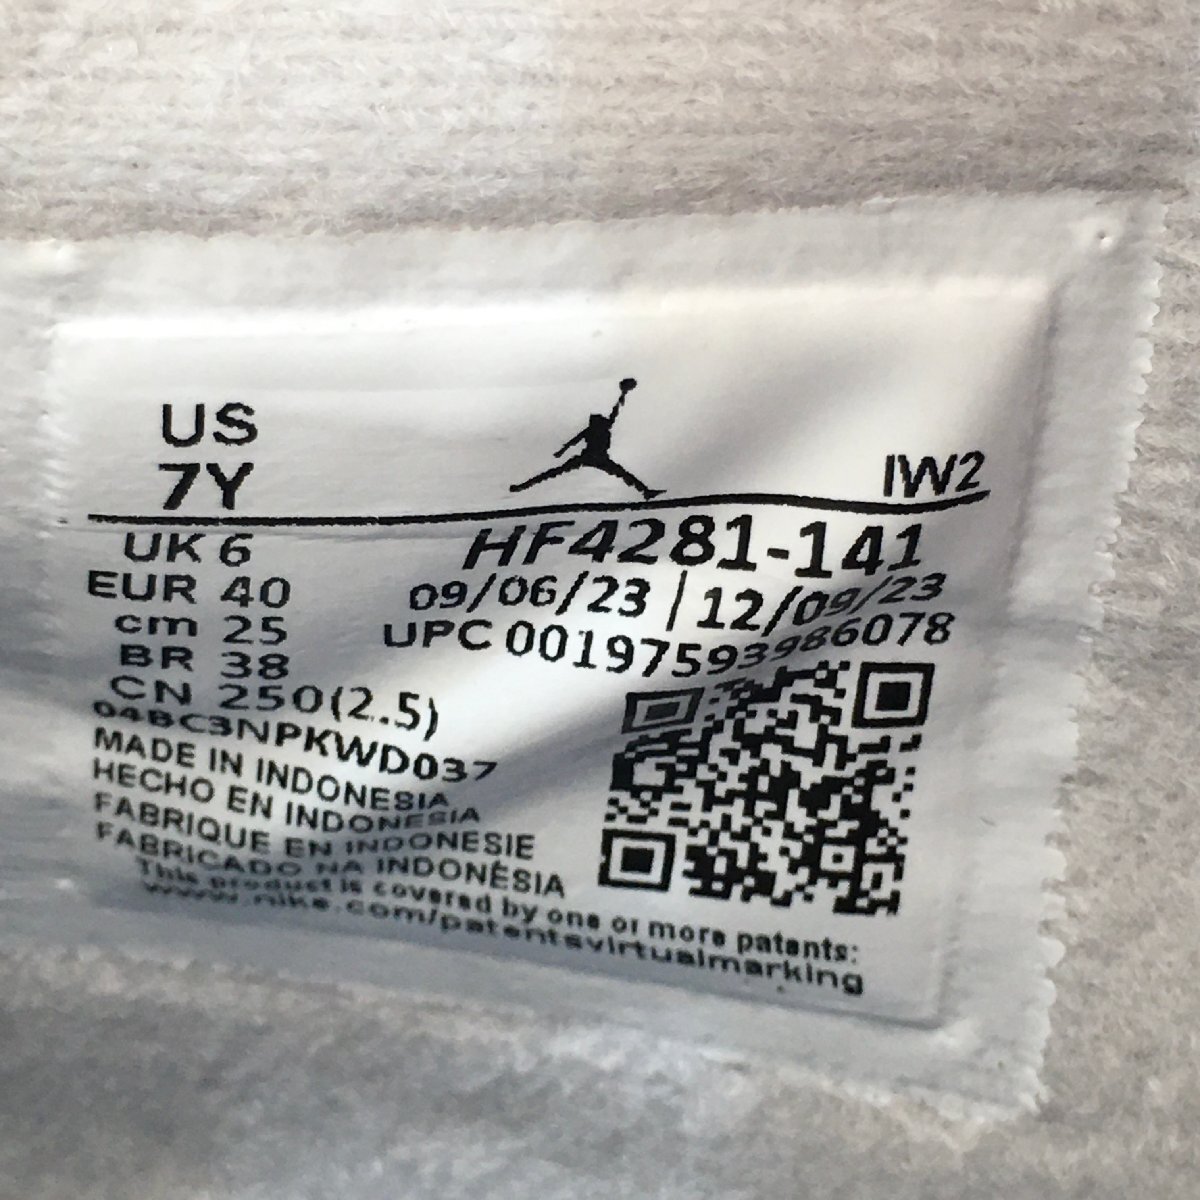 US
7Y
IW2
UK 6
EUR 40
cm 25
BR 38
CN 250(2..5)
HF4281-141
09/06/23 | 12/09/23
UPC 00197593986078
04BC3NPKWD037
MADE IN INDONESIA
HECHO EN INDONESIA
FABRIQUE EN INDONESIE
FABRICADO NA INDONÉSIA
This product is covered by one or more patents:
www.nike.com/patentsvirtualmarking